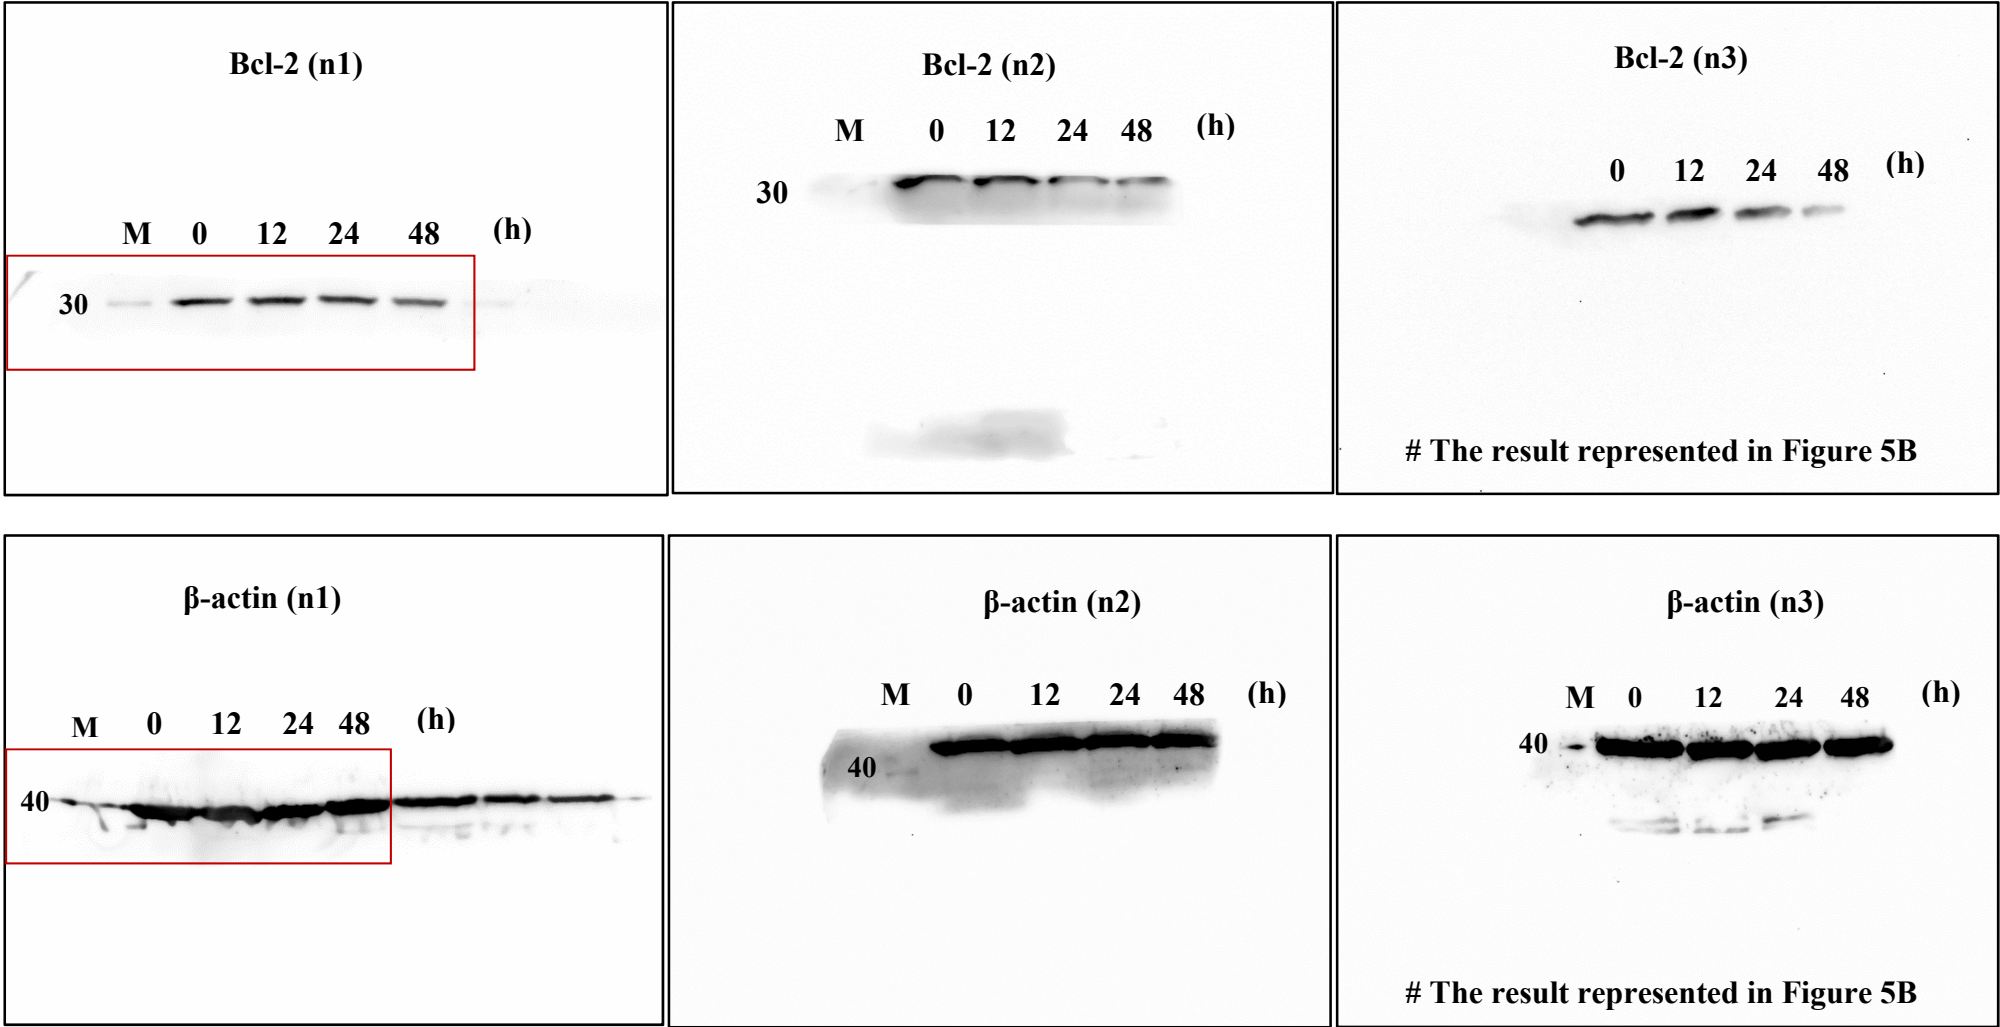 Bcl-2 (n1)
M 0 12 24 48 (h)
30
Bcl-2 (n2)
M 0 12 24 48 (h)
30
Bcl-2 (n3)
0 12 24 48 (h)
# The result represented in Figure 5B
β-actin (n1)
M 0 12 24 48 (h)
40
β-actin (n2)
M 0 12 24 48 (h)
40
β-actin (n3)
M 0 12 24 48 (h)
40
# The result represented in Figure 5B